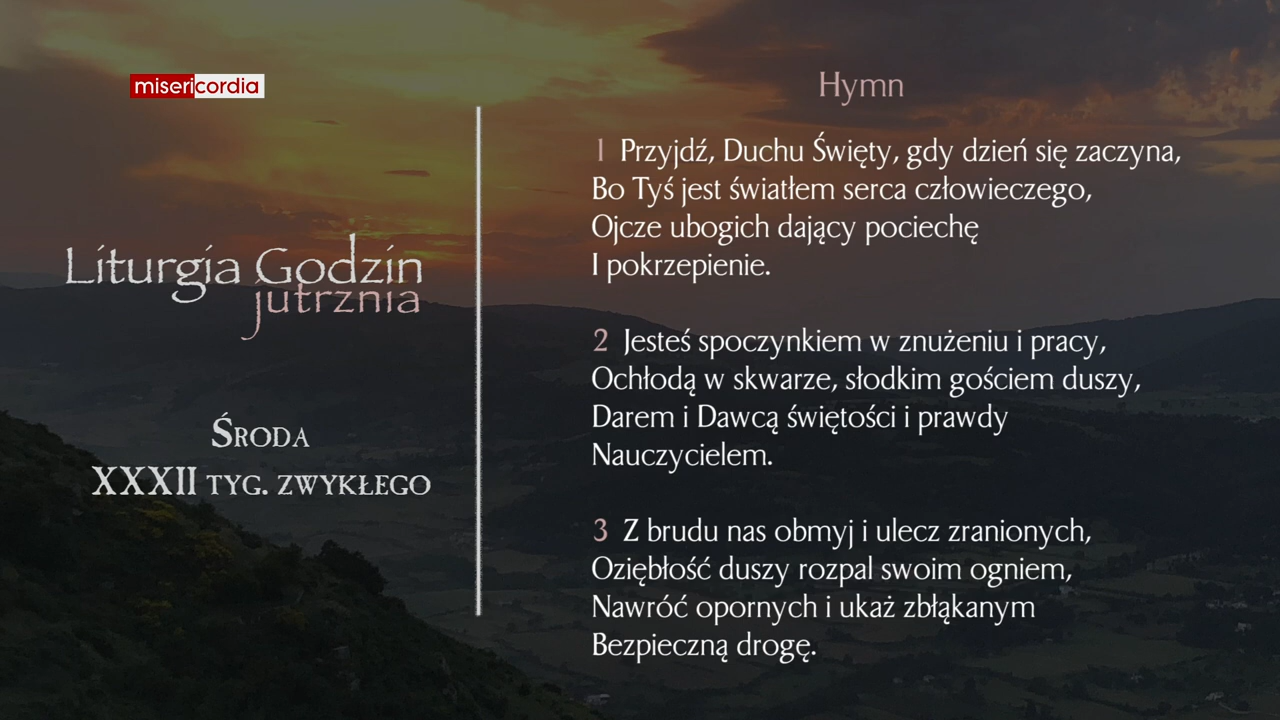 misericordia
Liturgia Godzin
jutrznia
Środa
XXXII tyg. zwykłego
Hymn
1 Przyjdź, Duchu Święty, gdy dzień się zaczyna,
Bo Tyś jest światłem serca człowieczego,
Ojcze ubogich dający pociechę
I pokrzepienie.
2 Jesteś spoczynkiem w znużeniu i pracy,
Ochłodą w skwarze, słodkim gościem duszy,
Darem i Dawcą świętości i prawdy
Nauczycielem.
3 Z brudu nas obmyj i ulecz zranionych,
Oziębłość duszy rozpal swoim ogniem,
Nawróć opornych i ukaż zbłąkanym
Bezpieczną drogę.